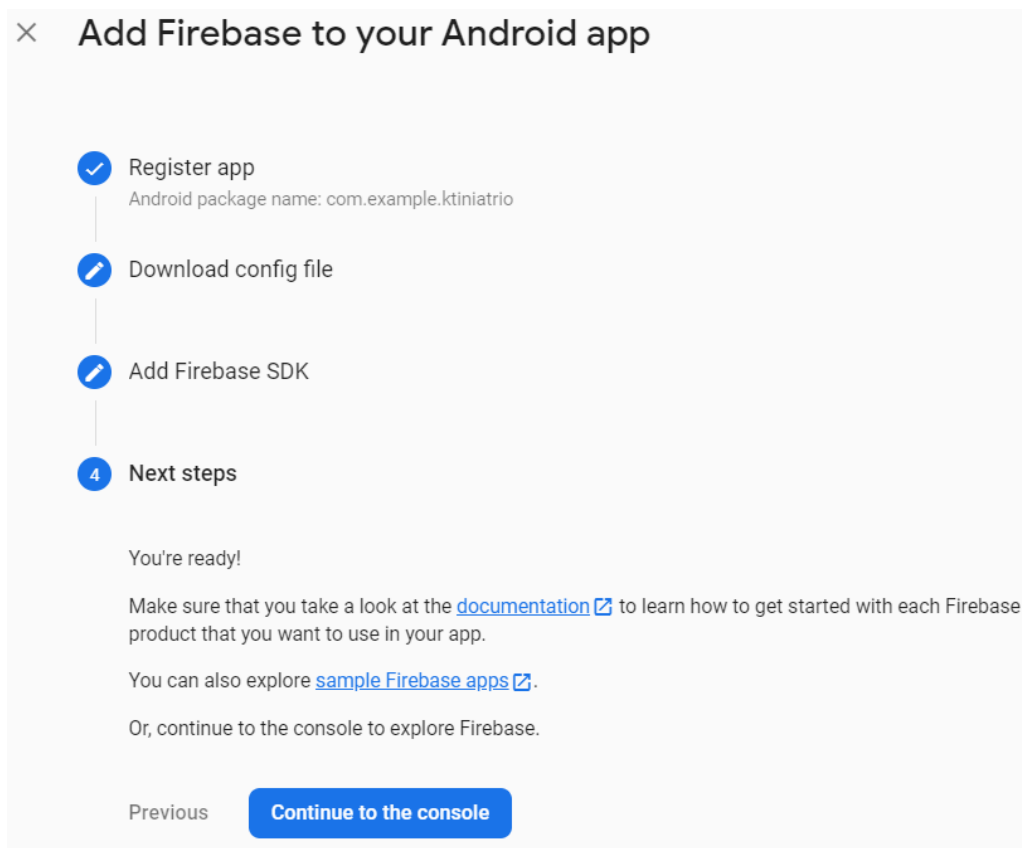 Add Firebase to your Android app
Register app
Android package name: com.example.ktiniatrio
Download config file
Add Firebase SDK
4 Next steps
You're ready!
Make sure that you take a look at the documentation to learn how to get started with each Firebase
product that you want to use in your app.
You can also explore sample Firebase apps.
Or, continue to the console to explore Firebase.
Previous Continue to the console